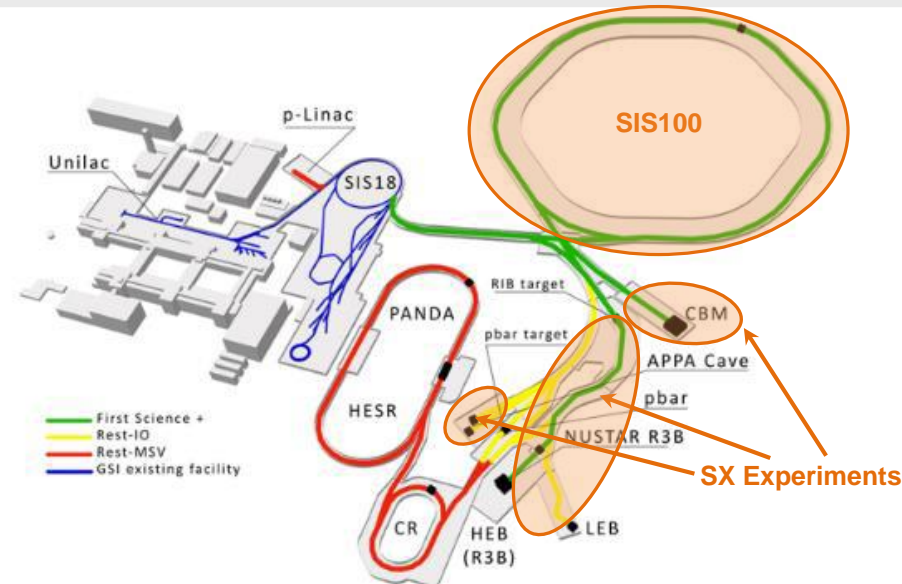 SIS100
p-Linac
Unilac
SIS18
RIB target
CBM
PANDA
pbar target
APPA Cave
HESR
pbar
First Science +
Rest-IO
Rest-MSV
GSI existing facility
NUSTAR R3B
SX Experiments
CR
HEB
(R3B)
LEB